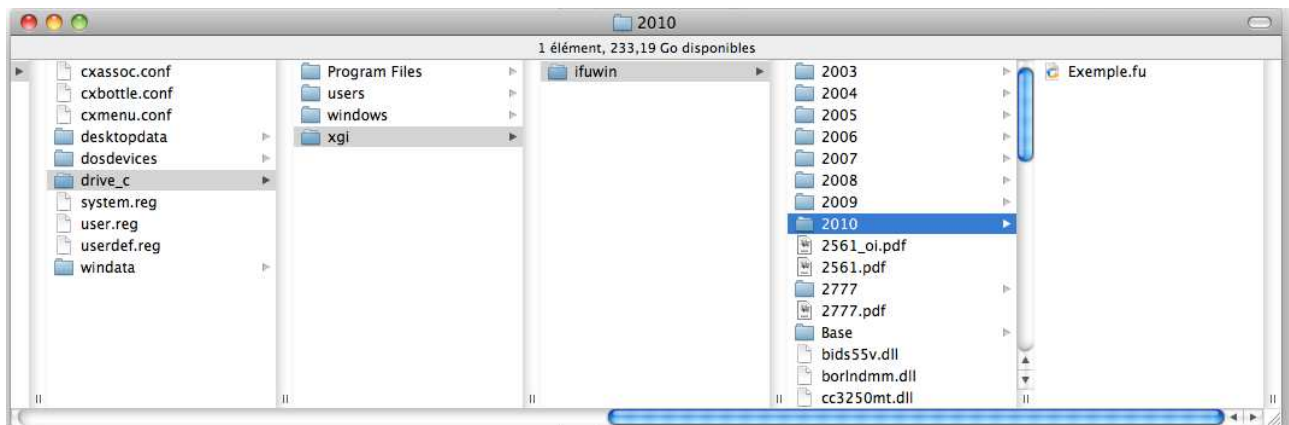 2010
1 élément, 233,19 Go disponibles
cxassoc.conf
cxbottle.conf
cxmenu.conf
desktopdata
dosdevices
drive_c
system.reg
user.reg
userdef.reg
windata
Program Files
users
windows
xgi
ifuwin
2003
2004
2005
2006
2007
2008
2009
2010
2561_oi.pdf
2561.pdf
2777
2777.pdf
Base
bids55v.dll
borlndmm.dll
cc3250mt.dll
Exemple.fu